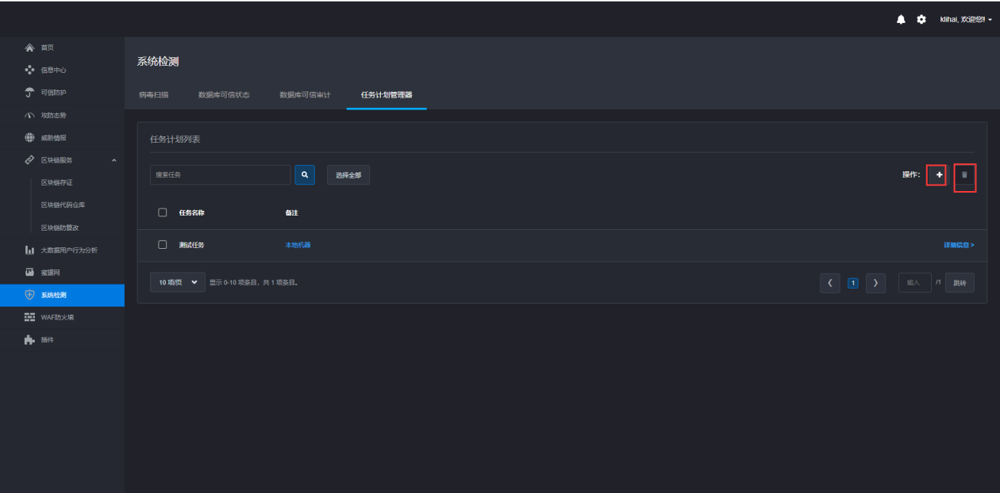 klihai, 欢迎您!
首页
信息中心
可信防护
攻防态势
威胁情报
区块链服务
区块链存证
区块链代码仓库
区块链防篡改
大数据用户行为分析
蜜罐网
系统检测
WAF防火墙
插件
系统检测
病毒扫描 数据库可信状态 数据库可信审计 任务计划管理器
任务计划列表
搜索任务 选择全部 操作:
任务名称 备注
测试任务 本地机器 详细信息 >
10 项/页 显示 0-10 项条目，共 1 项条目。 1 输入 /1 跳转